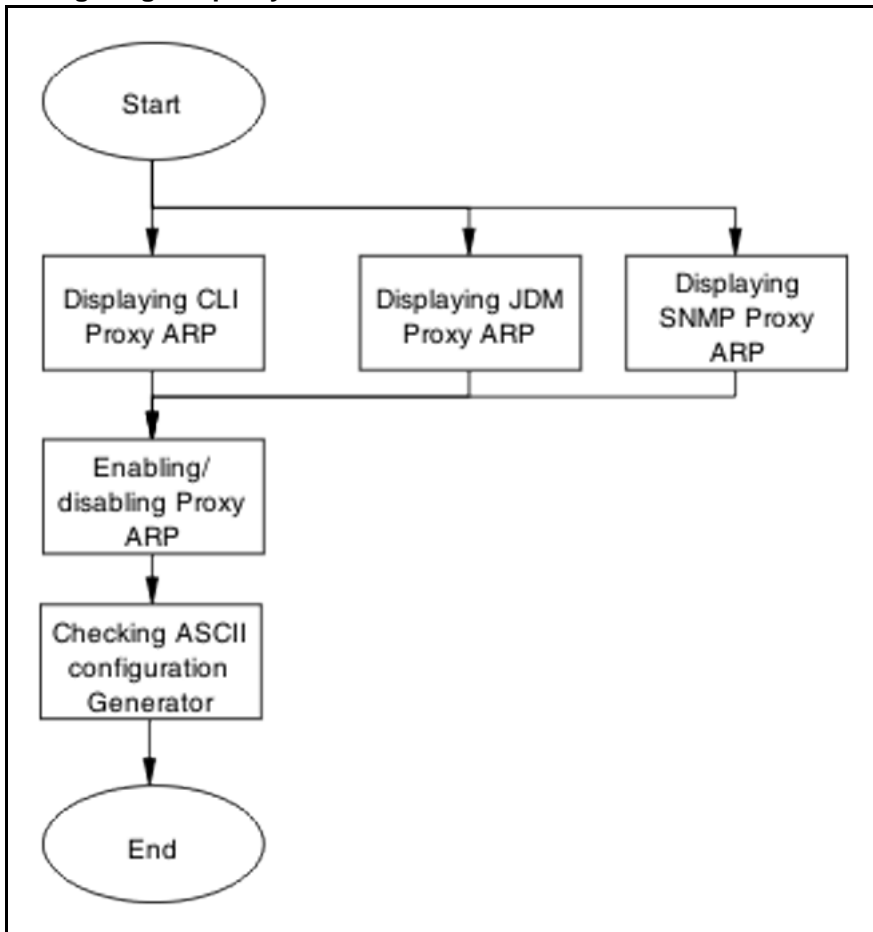 Start
Displaying CLI
Proxy ARP
Displaying JDM
Proxy ARP
Displaying
SNMP Proxy
ARP
Enabling/
disabling Proxy
ARP
Checking ASCII
configuration
Generator
End